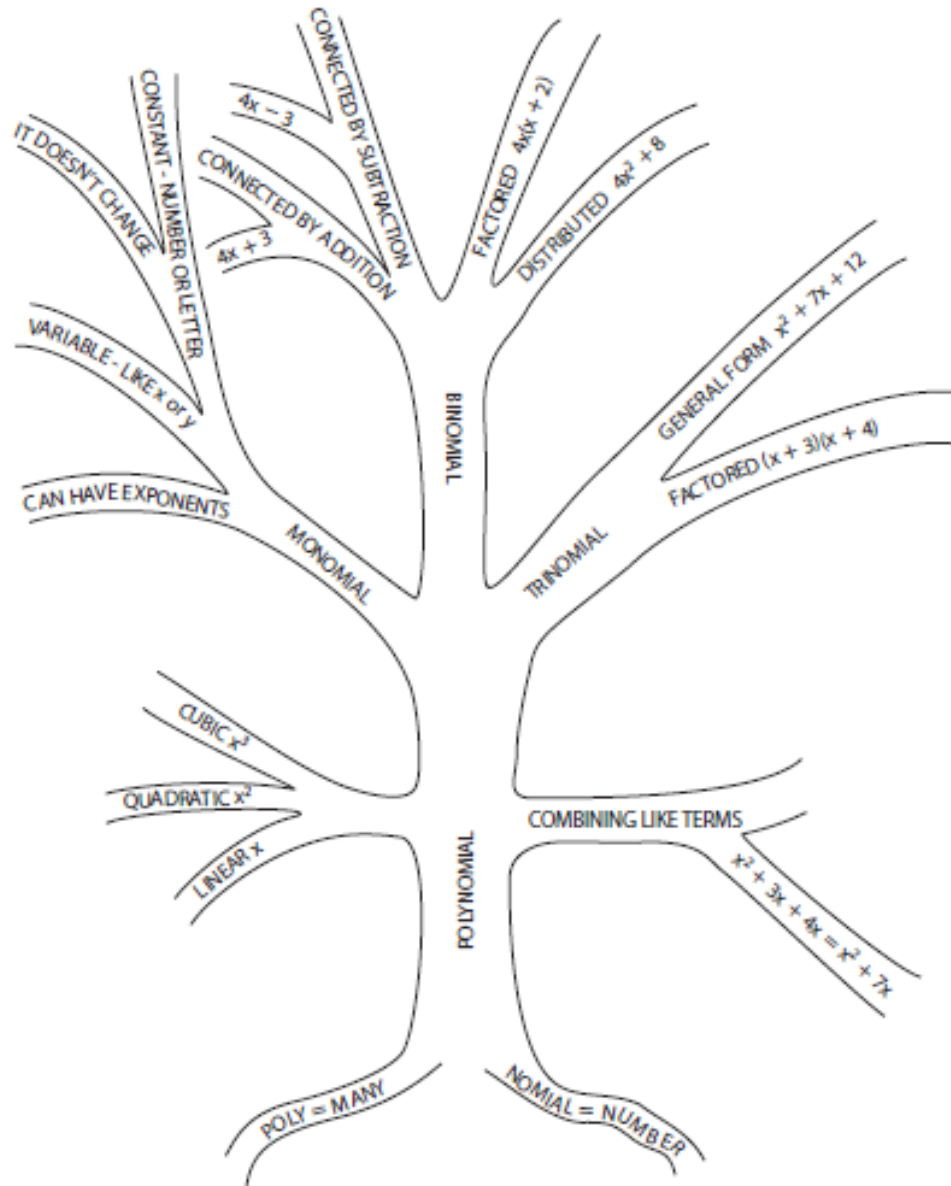 CONNECTED BY SUBTRACTION
4x − 3
CONNECTED BY ADDITION
4x + 3
CONSTANT - NUMBER OR LETTER
IT DOESN'T CHANGE
VARIABLE - LIKE x or y
CAN HAVE EXPONENTS
MONOMIAL
BINOMIAL
FACTORED 4x(x + 2)
DISTRIBUTED 4x² + 8
GENERAL FORM x² + 7x + 12
FACTORED (x + 3)(x + 4)
TRINOMIAL
CUBIC x³
QUADRATIC x²
LINEAR x
POLYNOMIAL
COMBINING LIKE TERMS
x² + 3x + 4x = x² + 7x
POLY = MANY
NOMIAL = NUMBER